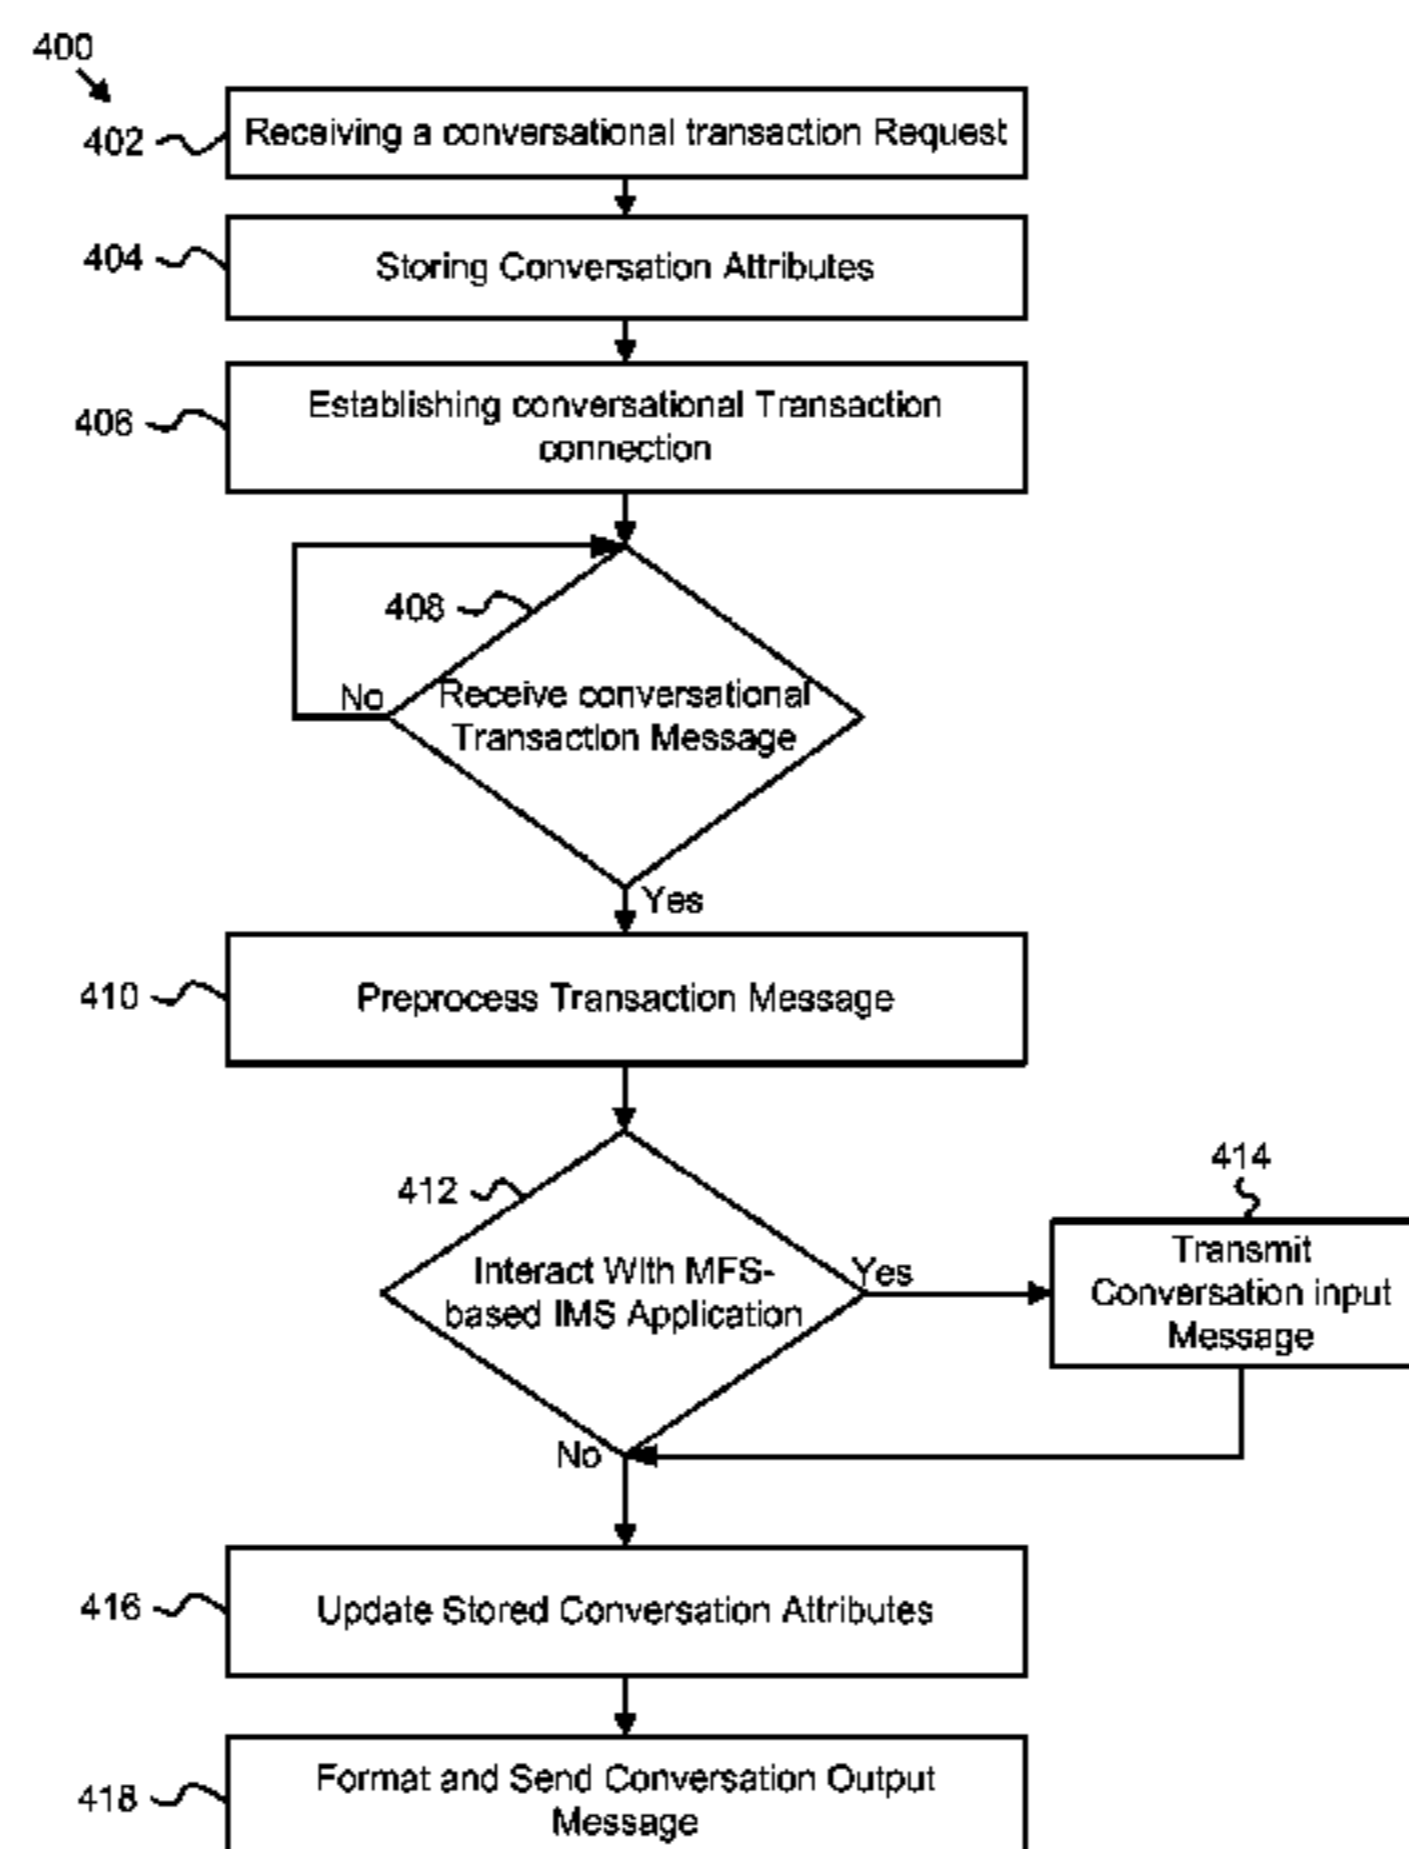 400
402
Receiving a conversational transaction Request
404
Storing Conversation Attributes
406
Establishing conversational Transaction
connection
408
No
Receive conversational
Transaction Message
Yes
410
Preprocess Transaction Message
412
414
Interact With MFS-
based IMS Application
Yes
Transmit
Conversation input
Message
No
416
Update Stored Conversation Attributes
418
Format and Send Conversation Output
Message